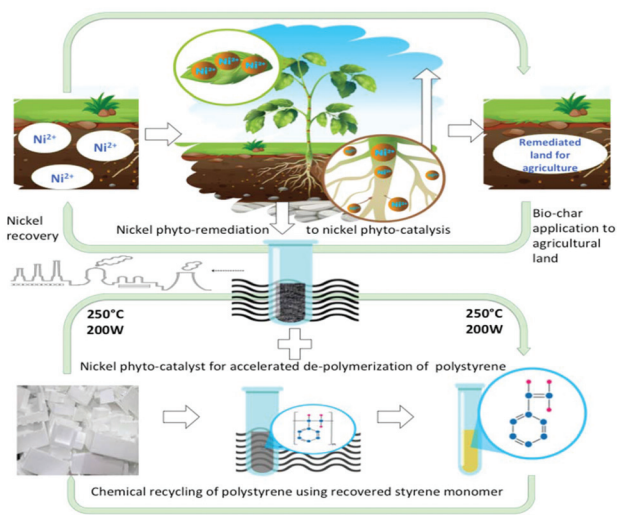 Ni2+
Ni2+
Ni2+
Ni2+
Ni2+
Ni2+
Ni2+
Remediated
land for
agriculture
Nickel
recovery
Nickel phyto-remediation to nickel phyto-catalysis
Bio-char
application to
agricultural
land
250°C
200W
250°C
200W
Nickel phyto-catalyst for accelerated de-polymerization of polystyrene
Chemical recycling of polystyrene using recovered styrene monomer